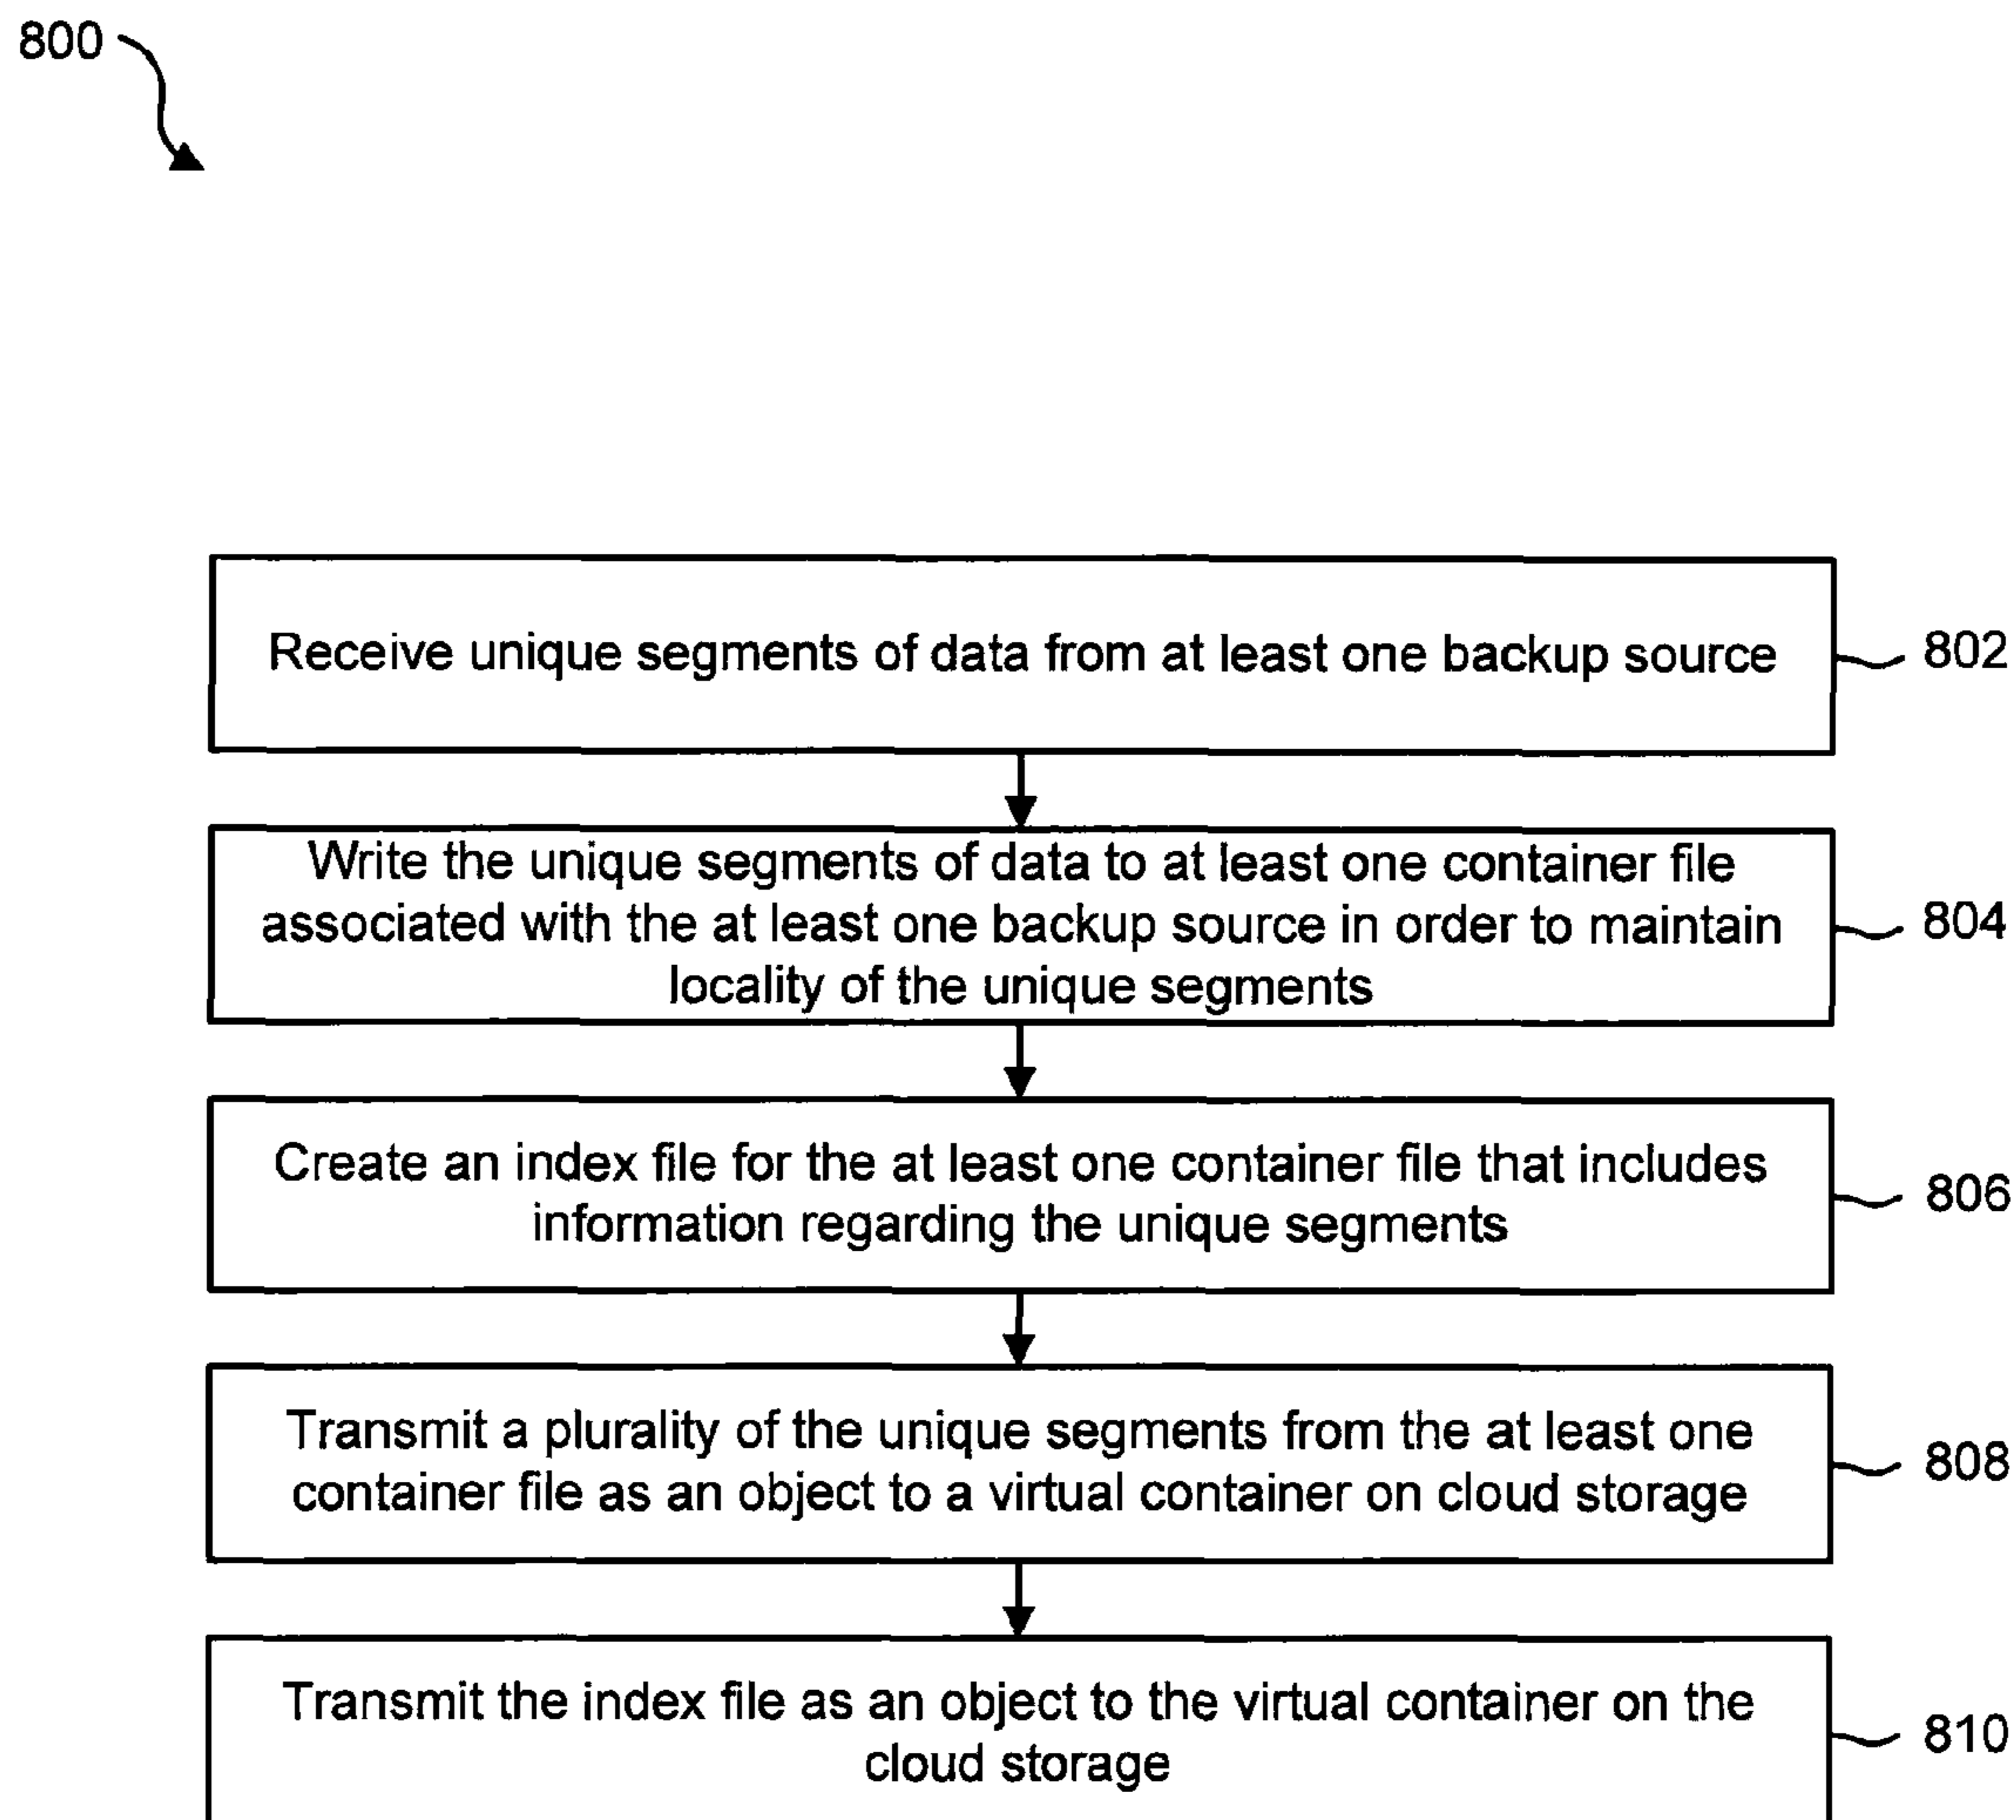 800
Receive unique segments of data from at least one backup source
802
Write the unique segments of data to at least one container file
associated with the at least one backup source in order to maintain
locality of the unique segments
804
Create an index file for the at least one container file that includes
information regarding the unique segments
806
Transmit a plurality of the unique segments from the at least one
container file as an object to a virtual container on cloud storage
808
Transmit the index file as an object to the virtual container on the
cloud storage
810